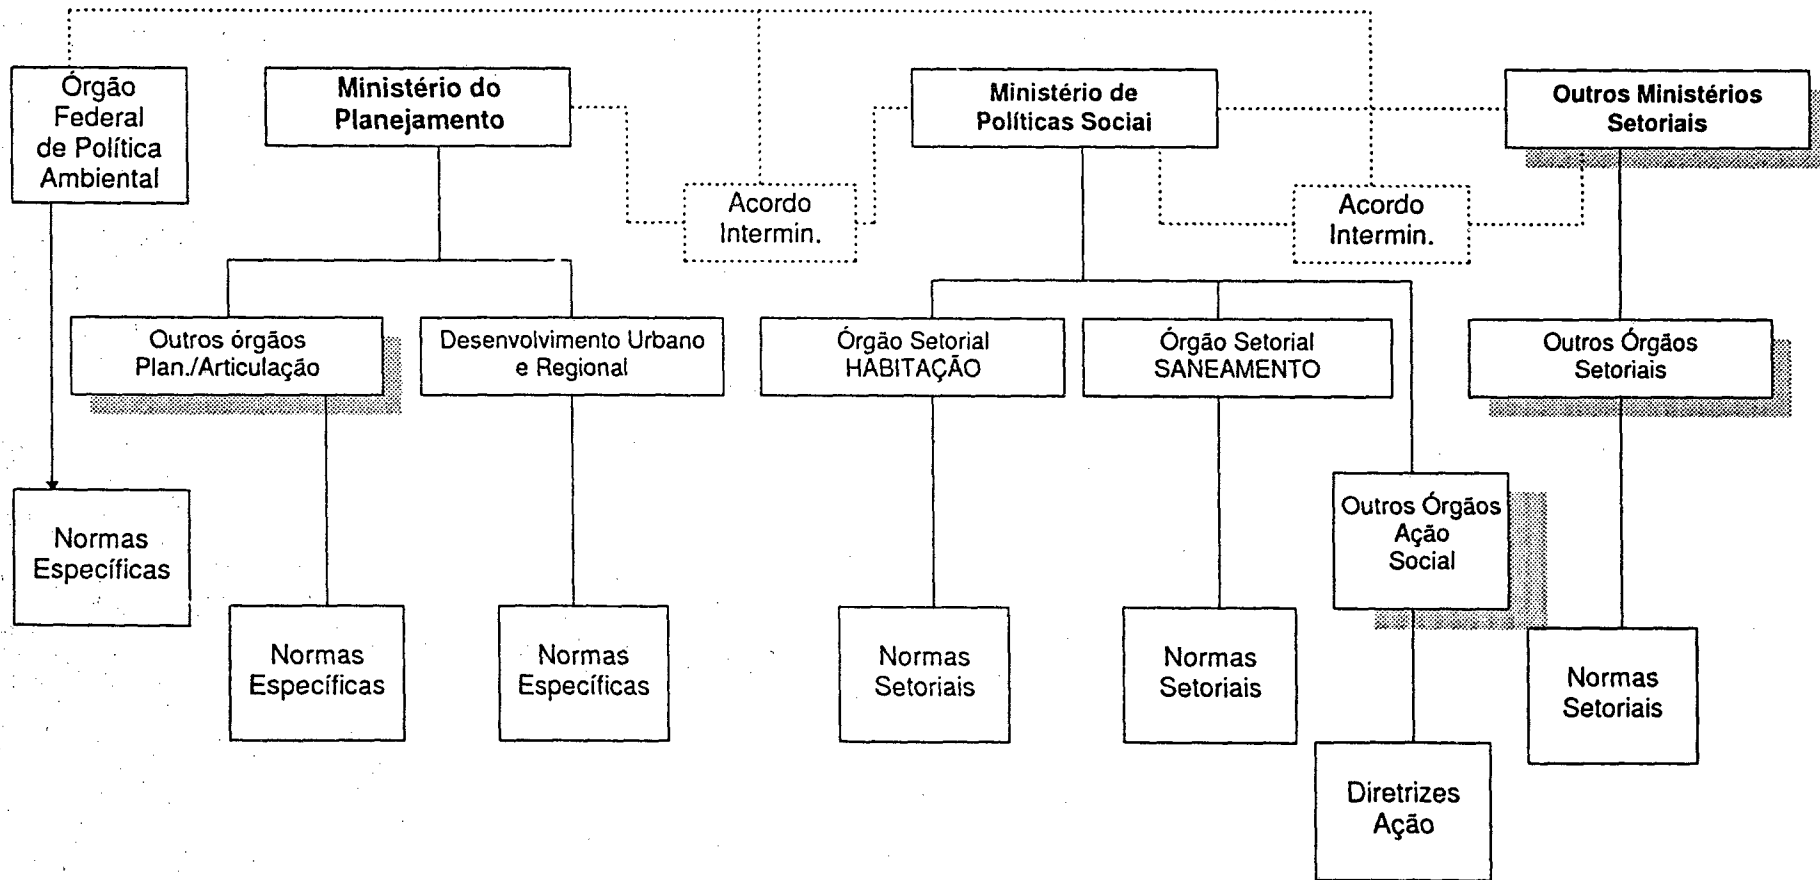 Órgão
Federal
de Política
Ambiental
Ministério do
Planejamento
Ministério de
Políticas Sociai
Outros Ministérios
Setoriais
Acordo
Intermin.
Acordo
Intermin.
Outros órgãos
Plan./Articulação
Desenvolvimento Urbano
e Regional
Órgão Setorial
HABITAÇÃO
Órgão Setorial
SANEAMENTO
Outros Órgãos
Setoriais
Normas
Específicas
Outros Órgãos
Ação
Social
Normas
Específicas
Normas
Específicas
Normas
Setoriais
Normas
Setoriais
Normas
Setoriais
Diretrizes
Ação